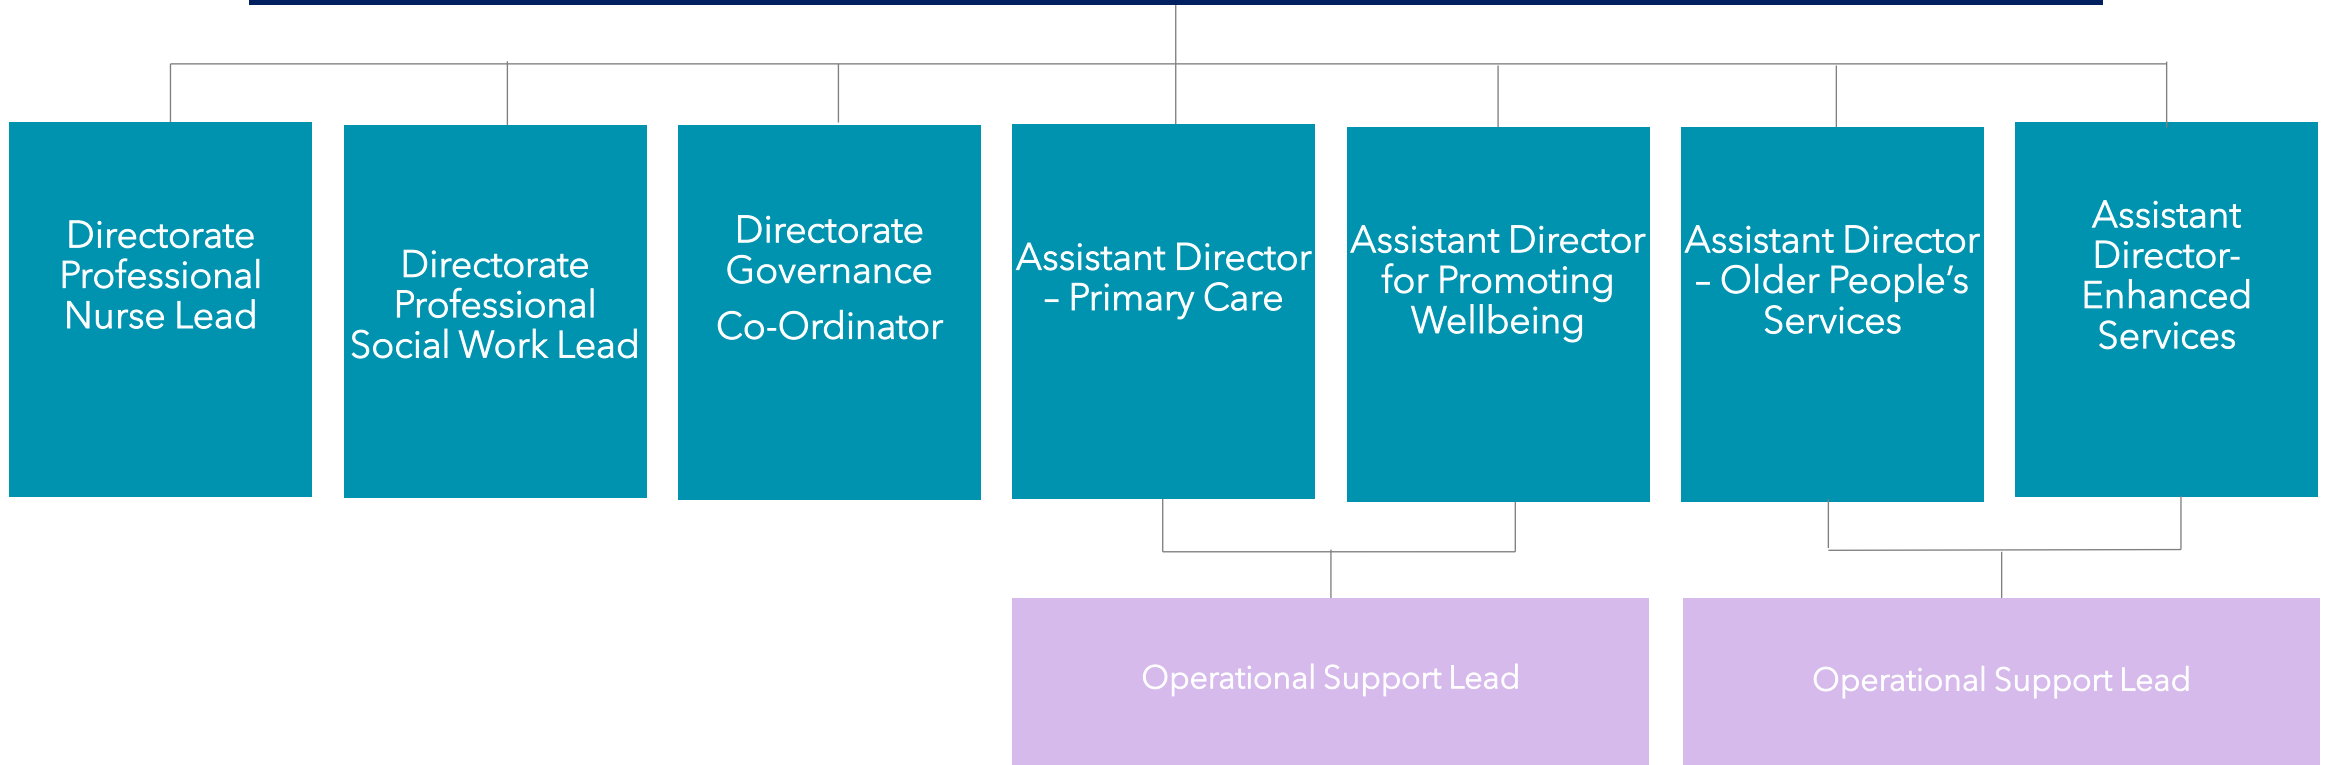 Directorate
Professional
Nurse Lead
Directorate
Professional
Social Work Lead
Directorate
Governance
Co-Ordinator
Assistant Director
– Primary Care
Assistant Director
for Promoting
Wellbeing
Assistant Director
– Older People’s
Services
Assistant
Director-
Enhanced
Services
Operational Support Lead
Operational Support Lead